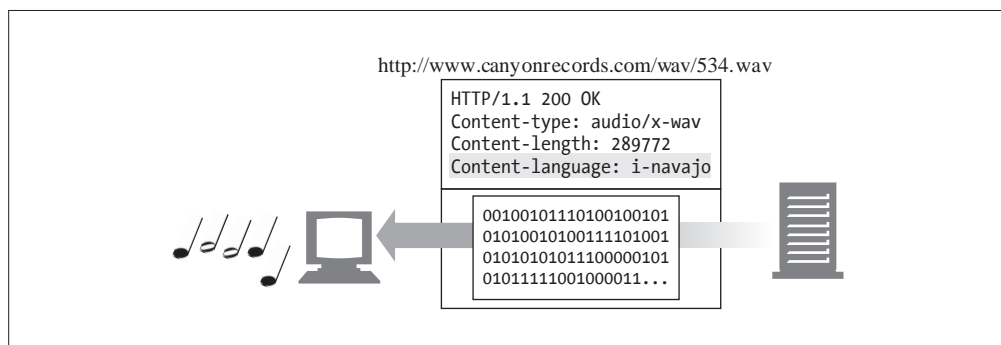 http://www.canyonrecords.com/wav/534.wav
HTTP/1.1 200 OK
Content-type: audio/x-wav
Content-length: 289772
Content-language: i-navajo
00100101110100100101
01010010100111101001
01010101011100000101
01011111001000011...